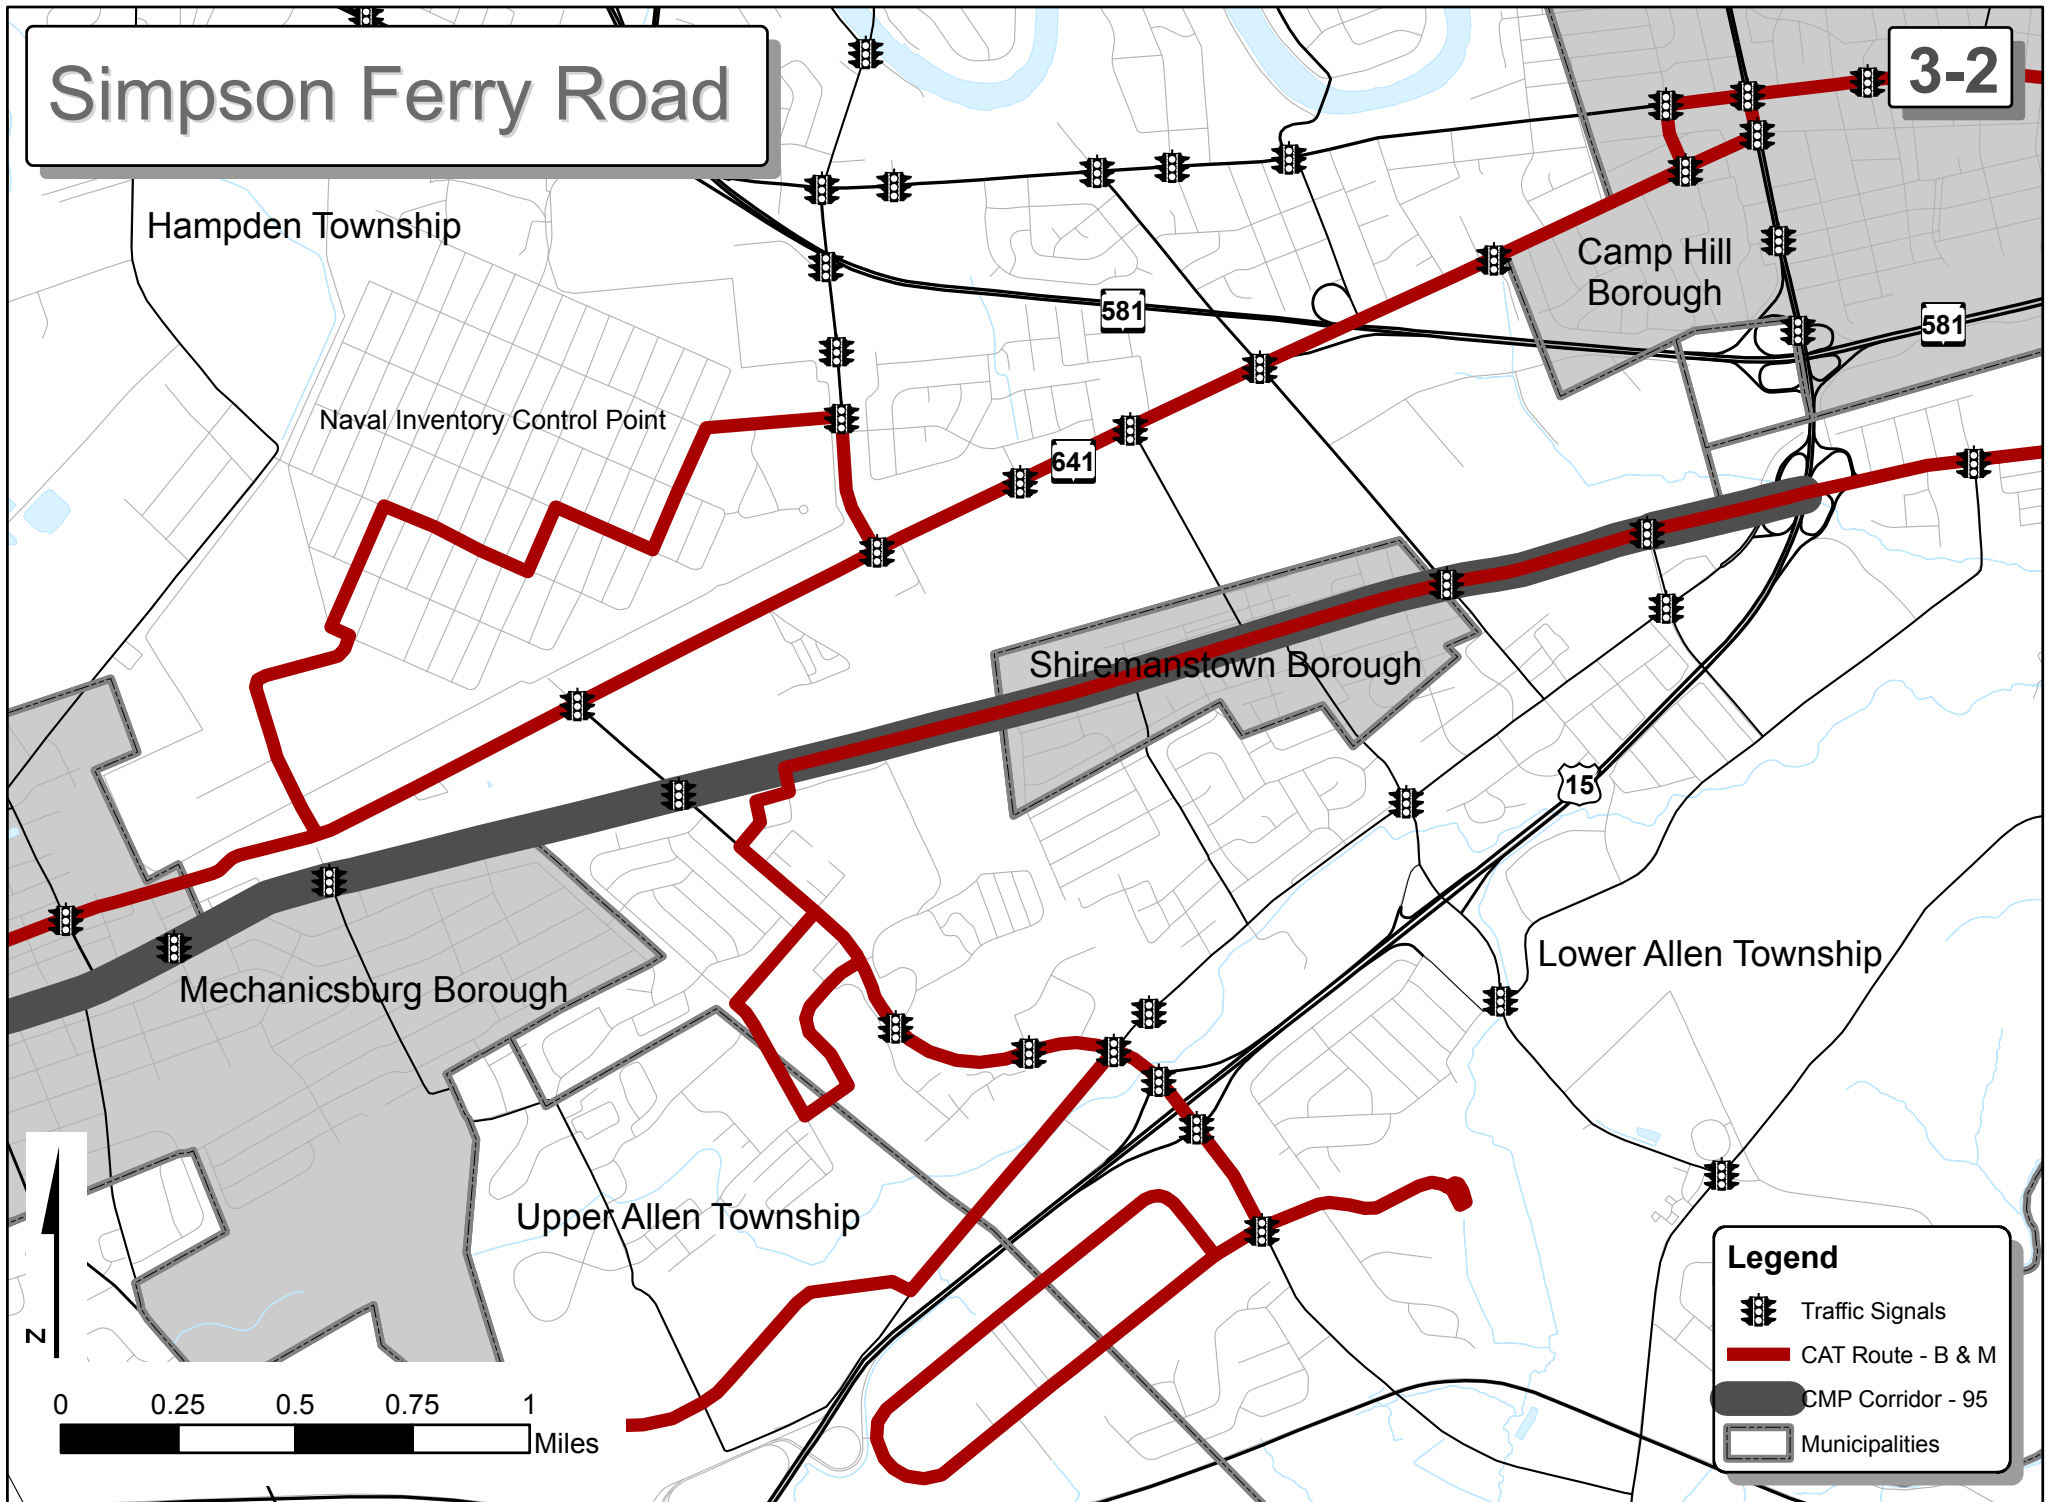 Simpson Ferry Road
3-2
Hampden Township
Camp Hill
Borough
581
581
Naval Inventory Control Point
641
Shiremanstown Borough
15
Lower Allen Township
Mechanicsburg Borough
Upper Allen Township
N
0 0.25 0.5 0.75 1
Miles
Legend
Traffic Signals
CAT Route - B & M
CMP Corridor - 95
Municipalities